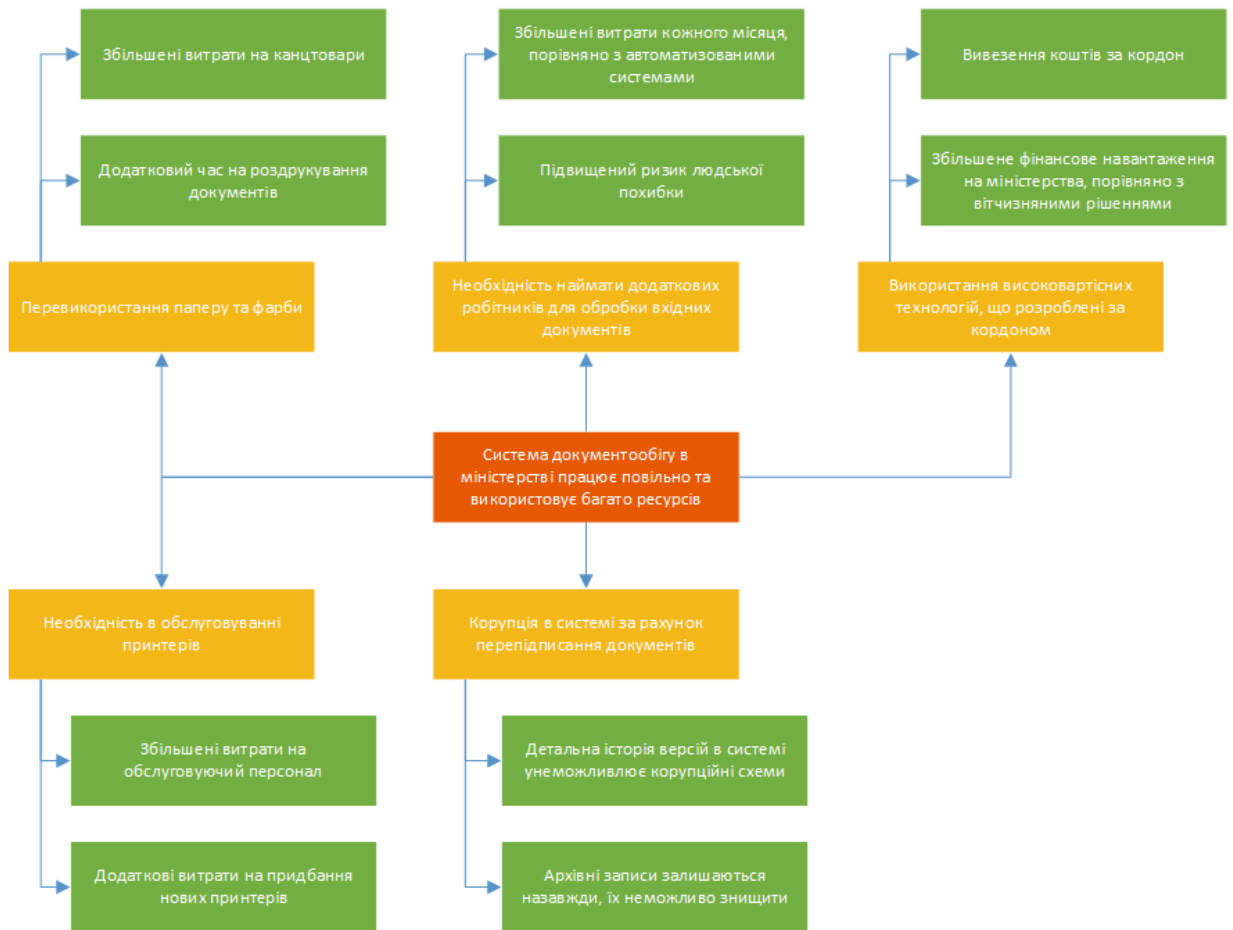 Збільшені витрати на канцтовари
Збільшені витрати кожного місяця,
порівняно з автоматизованими
системами
Вивезення коштів за кордон
Додатковий час на роздрукування
документів
Підвищений ризик людської
похибки
Збільшене фінансове навантаження
на міністерства, порівняно з
вітчизняними рішеннями
Перевикористання паперу та фарби
Необхідність наймати додаткових
робітників для обробки вхідних
документів
Використання високовартісних
технологій, що розроблені за
кордоном
Система документообігу в
міністерстві працює повільно та
використовує багато ресурсів
Необхідність в обслуговуванні
принтерів
Корупція в системі за рахунок
перепідписання документів
Збільшені витрати на
обслуговуючий персонал
Детальна історія версій в системі
унеможливлює корупційні схеми
Додаткові витрати на придбання
нових принтерів
Архівні записи залишаються
назавжди, їх неможливо знищити